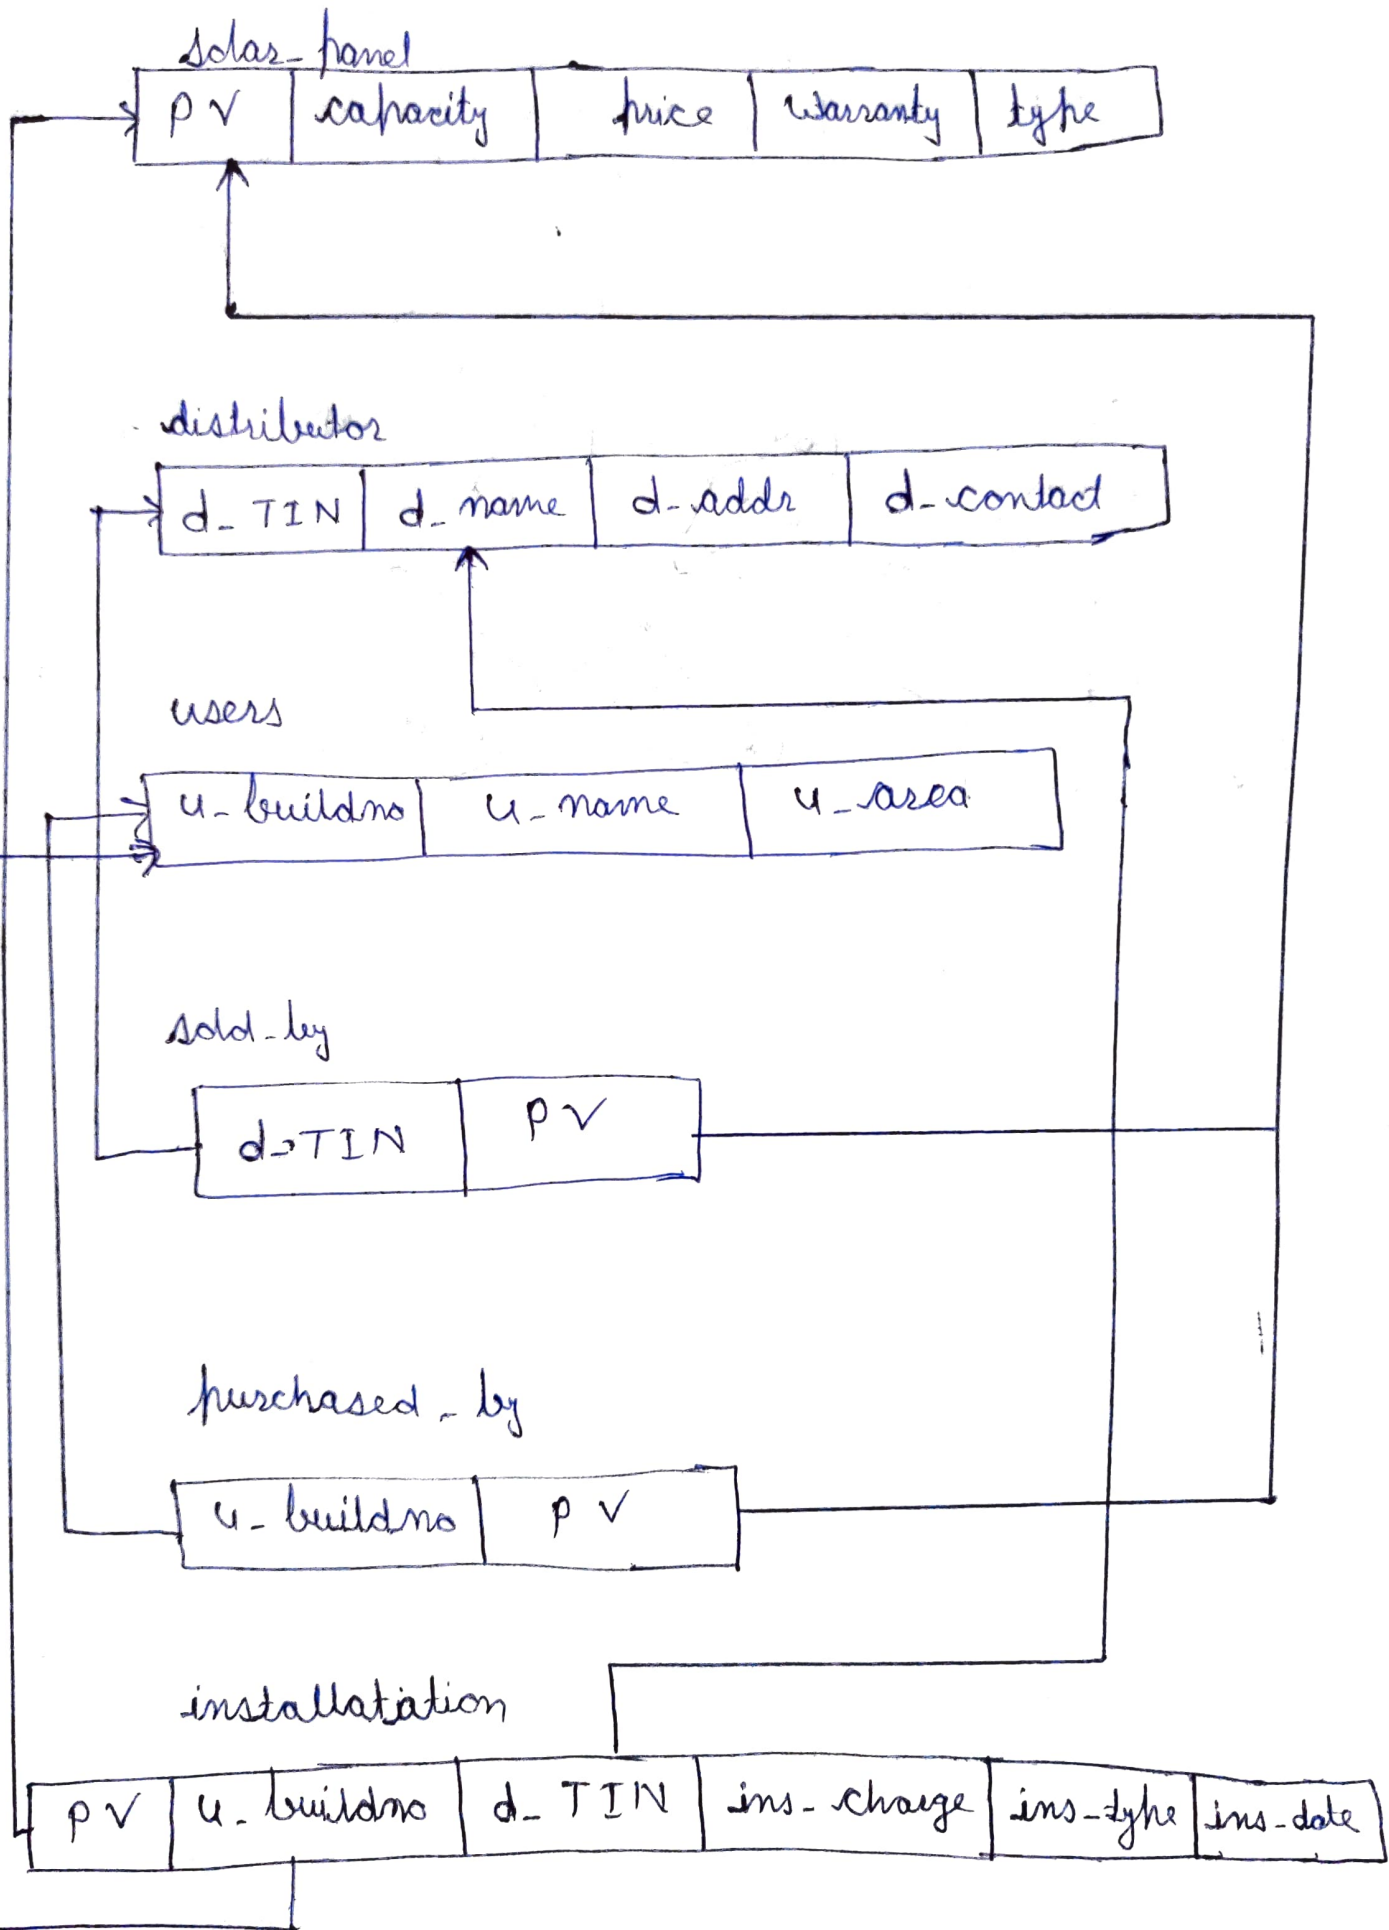 solar_panel
PV capacity price warranty type
distributor
d_TIN d_name d_addr d_contact
users
u_buildno u_name u_area
sold_by
d_TIN PV
purchased_by
u_buildno PV
installatation
PV u_buildno d_TIN ins_charge ins_type ins_date